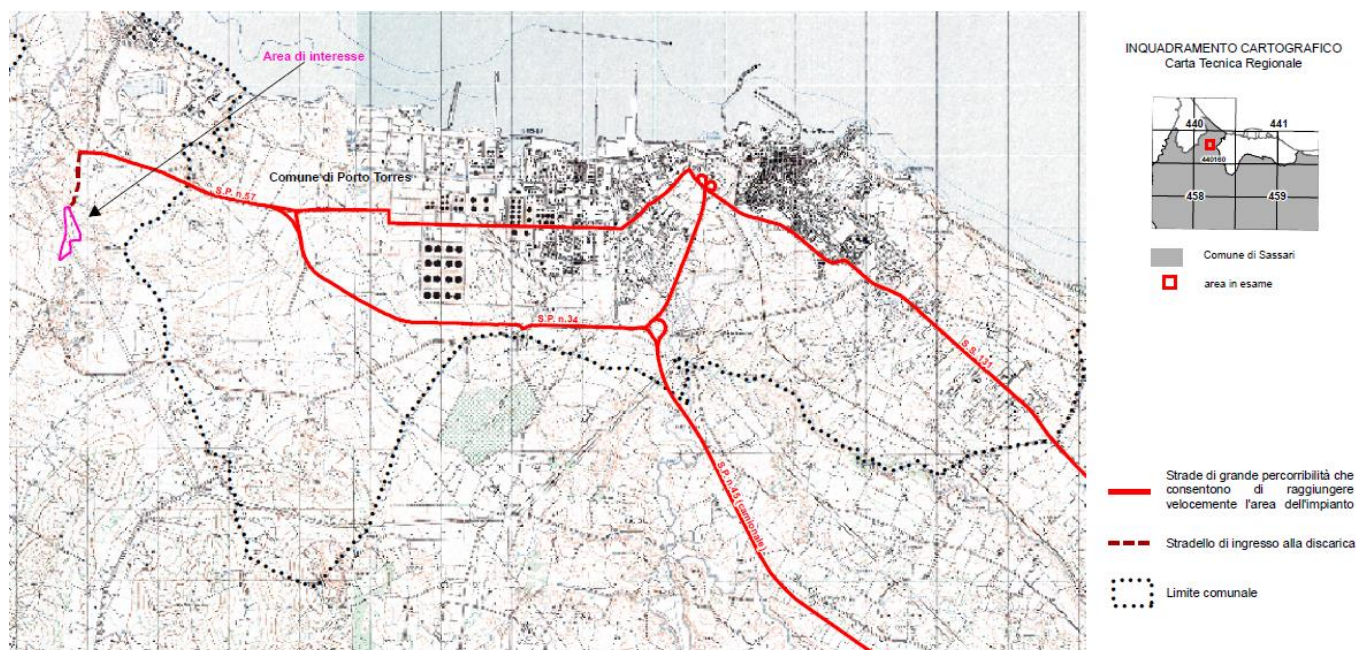 Area di interesse
Comune di Porto Torres
S.P. n.57
S.P. n.34
S.S. 131
S.P. n.45 (camionale)
INQUADRAMENTO CARTOGRAFICO
Carta Tecnica Regionale
440
441
440160
458
459
Comune di Sassari
area in esame
Strade di grande percorribilità che
consentono di raggiungere
velocemente l'area dell'impianto
Stradello di ingresso alla discarica
Limite comunale